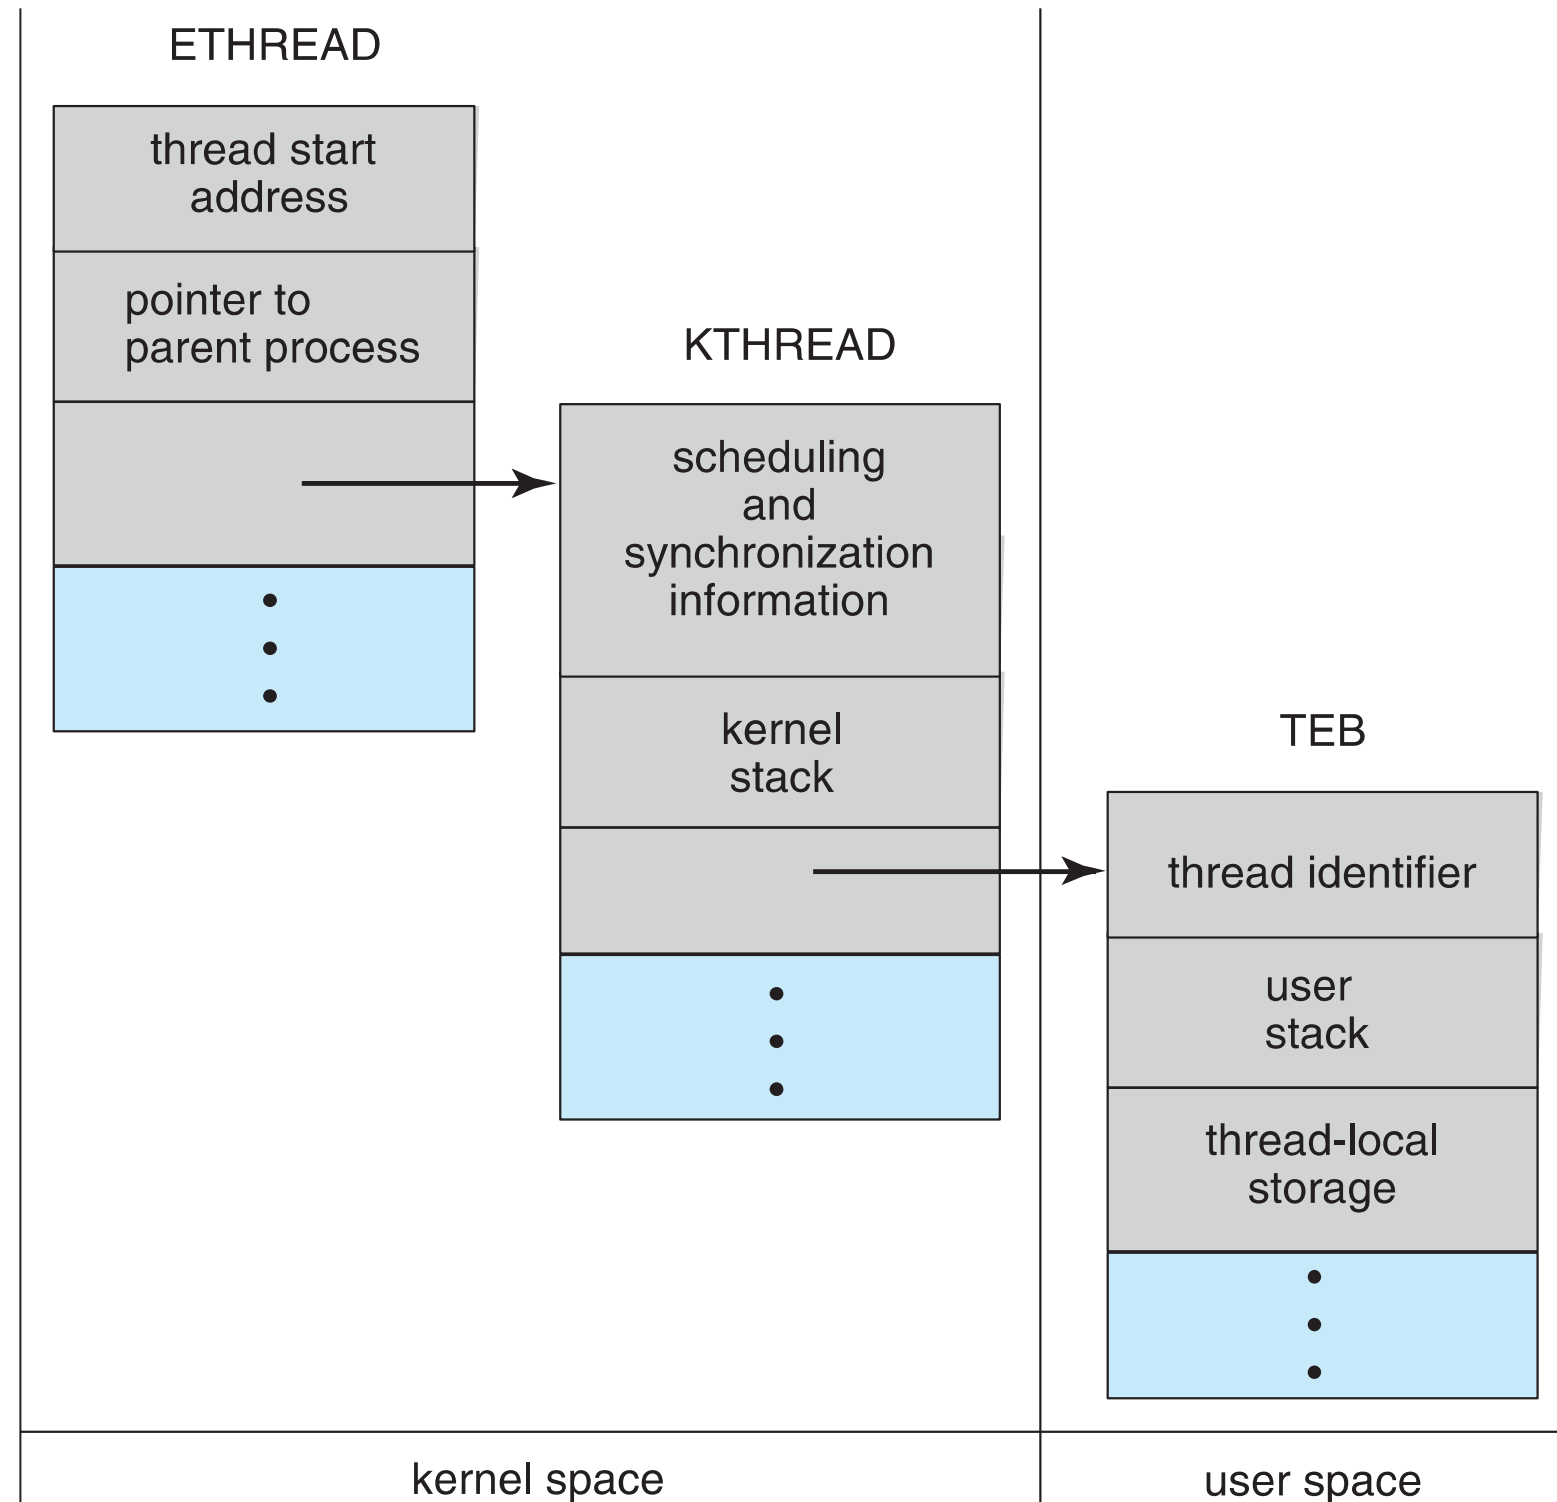 ETHREAD
thread start
address
pointer to
parent process
KTHREAD
scheduling
and
synchronization
information
kernel
stack
TEB
thread identifier
user
stack
thread-local
storage
kernel space
user space